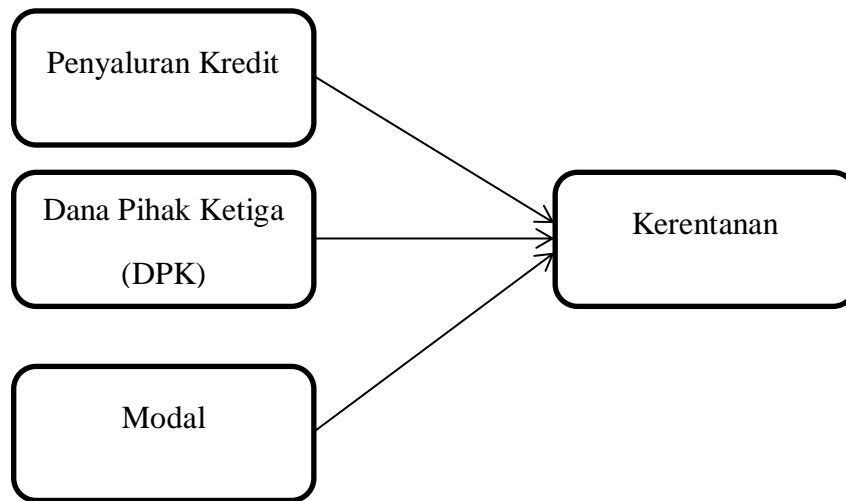 Penyaluran Kredit
Dana Pihak Ketiga
(DPK)
Modal
Kerentanan